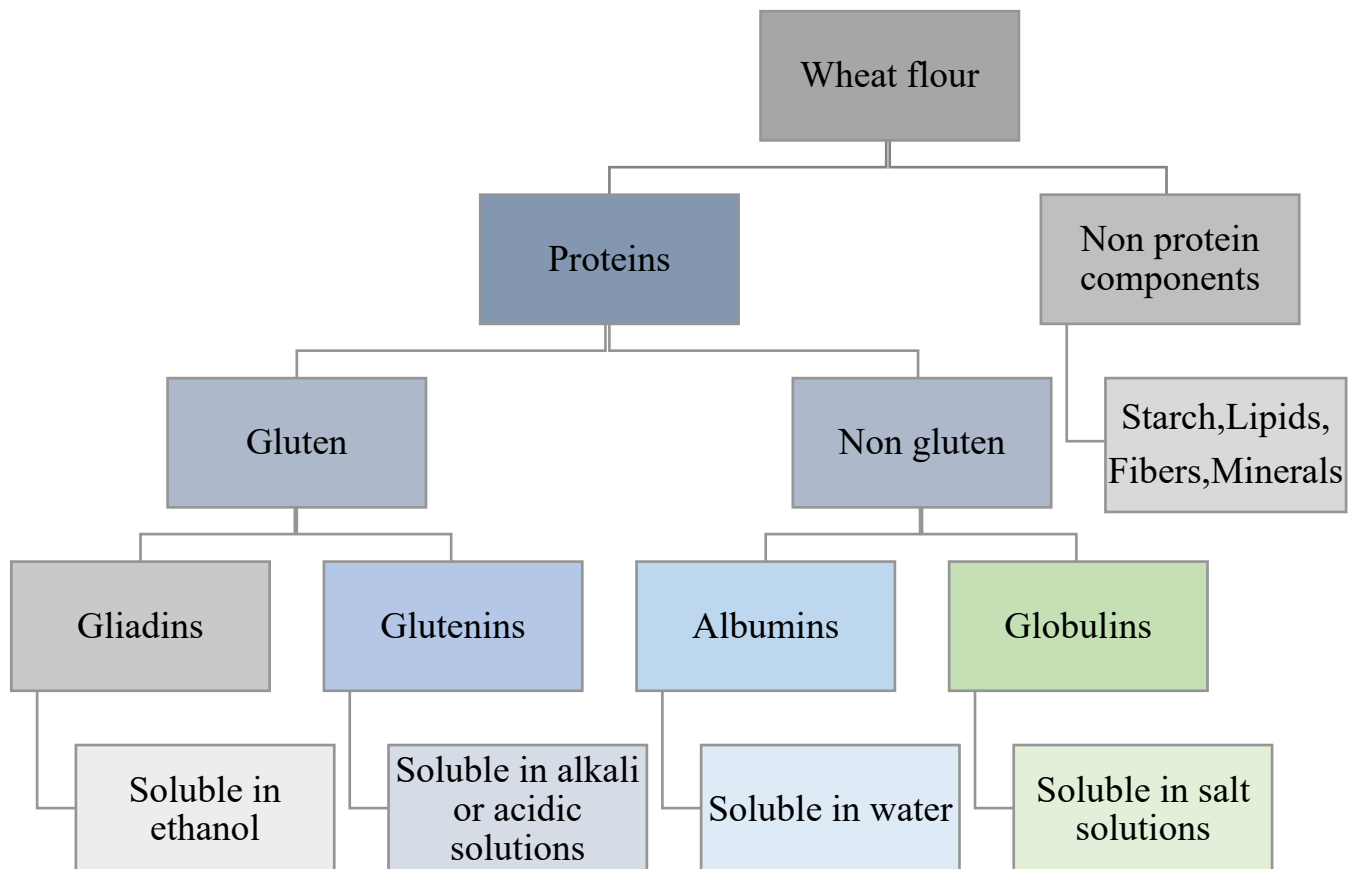 Wheat flour
Proteins
Non protein
components
Gluten
Non gluten
Starch,Lipids,
Fibers,Minerals
Gliadins
Glutenins
Albumins
Globulins
Soluble in
ethanol
Soluble in alkali
or acidic
solutions
Soluble in water
Soluble in salt
solutions